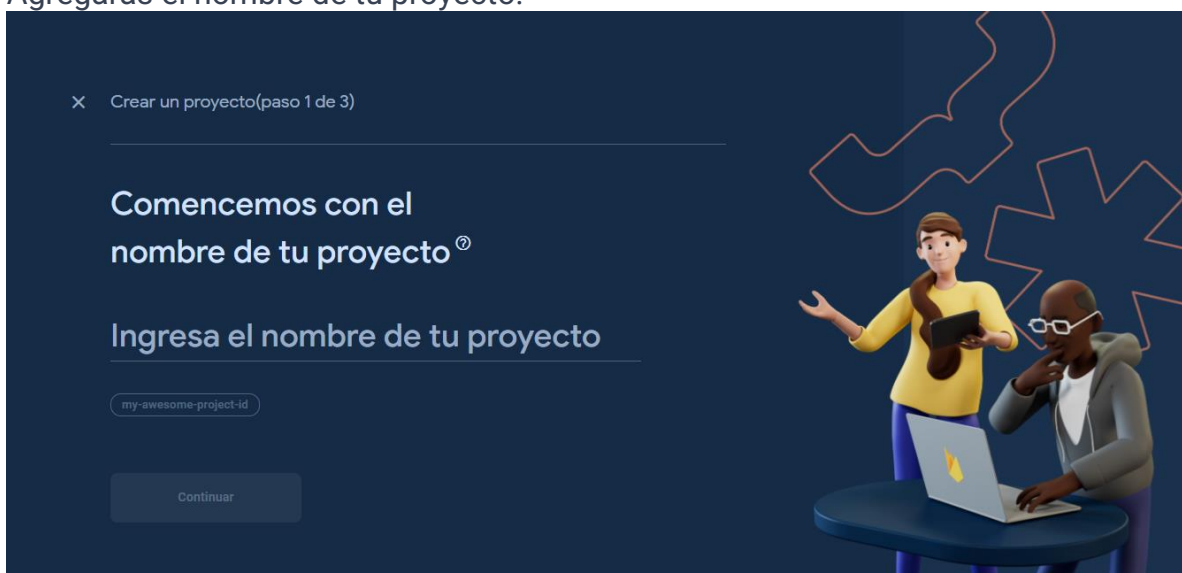 Agregarás el nombre de tu proyecto.
Crear un proyecto(paso 1 de 3)
Comencemos con el
nombre de tu proyecto
Ingresa el nombre de tu proyecto
my-awesome-project-id
Continuar